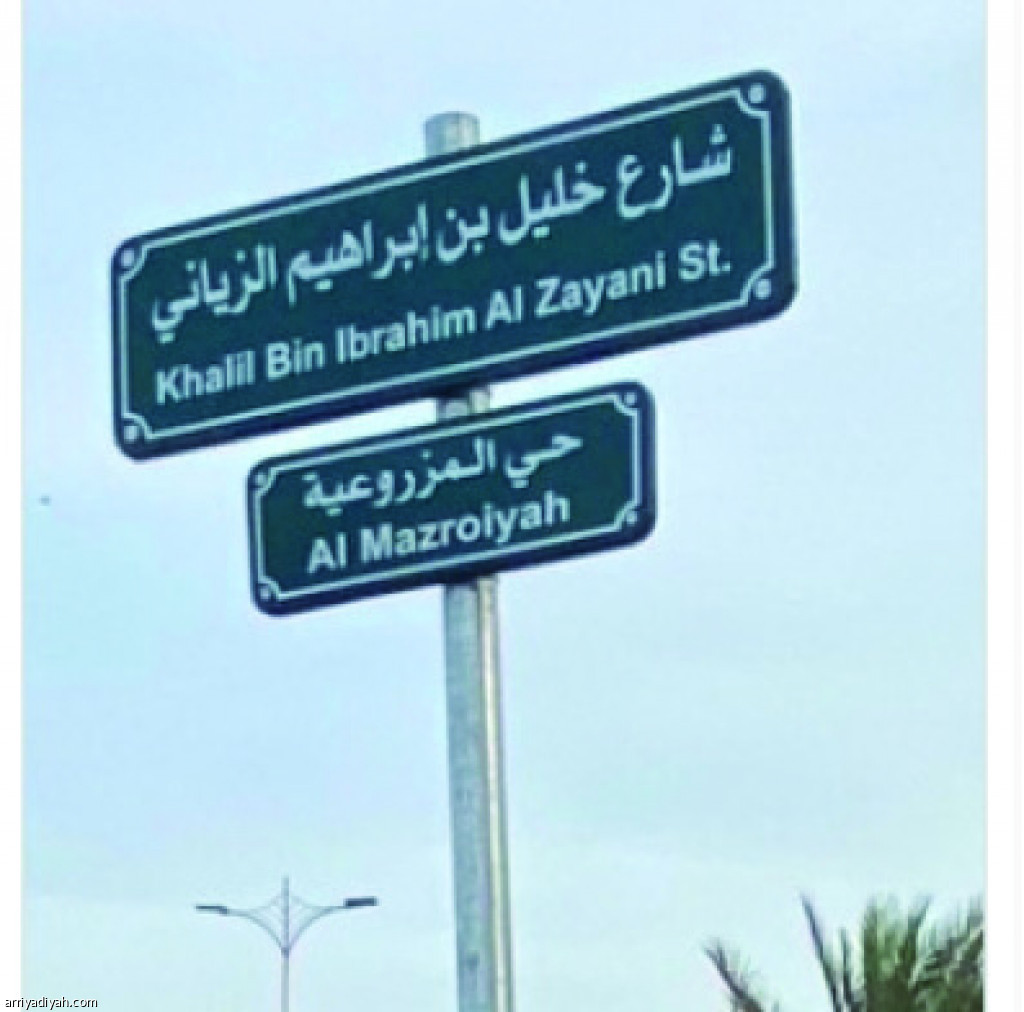 شارع خليل بن إبراهيم الزياني
Khalil Bin Ibrahim Al Zayani St.
حي المزروعية
Al Mazroiyah
arriyadiyah.com